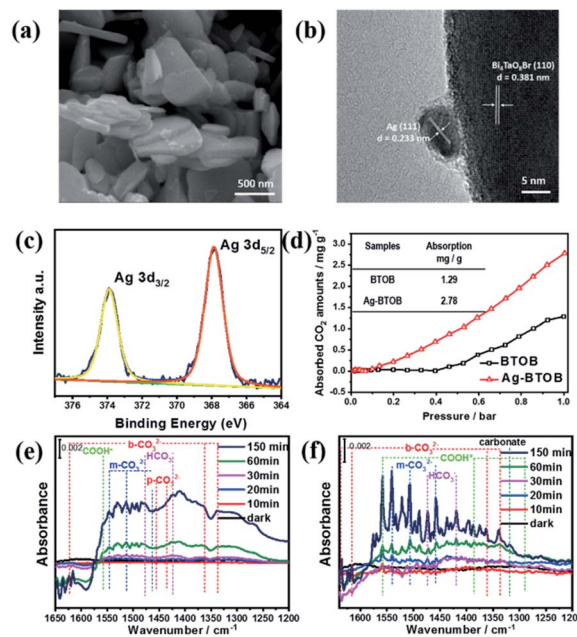 (a)
500 nm
(b)
Bi₄TaO₈Br (110)
d = 0.381 nm
Ag (111)
d = 0.233 nm
5 nm
(c)
Ag 3d3/2
Ag 3d5/2
Intensity a.u.
376 374 372 370 368 366 364
Binding Energy (eV)
(d)
Samples Absorption
mg / g
BTOB 1.29
Ag-BTOB 2.78
BTOB
Ag-BTOB
Absorbed CO2 amounts / mg g-1
3.0
2.5
2.0
1.5
1.0
0.5
0.0
0.0 0.2 0.4 0.6 0.8 1.0
Pressure / bar
(e)
0.002
b-CO3 2-
COOH*
m-CO3 2-
HCO3 -
p-CO3 2-
150 min
60min
30min
20min
10min
dark
Absorbance
1650 1600 1550 1500 1450 1400 1350 1300 1250 1200
Wavenumber / cm-1
(f)
0.002
carbonate
b-CO3 2-
COOH*
m-CO3 2-
HCO3 -
150 min
60min
30min
20min
10min
dark
Absorbance
1600 1550 1500 1450 1400 1350 1300 1250 1200
Wavenumber / cm-1